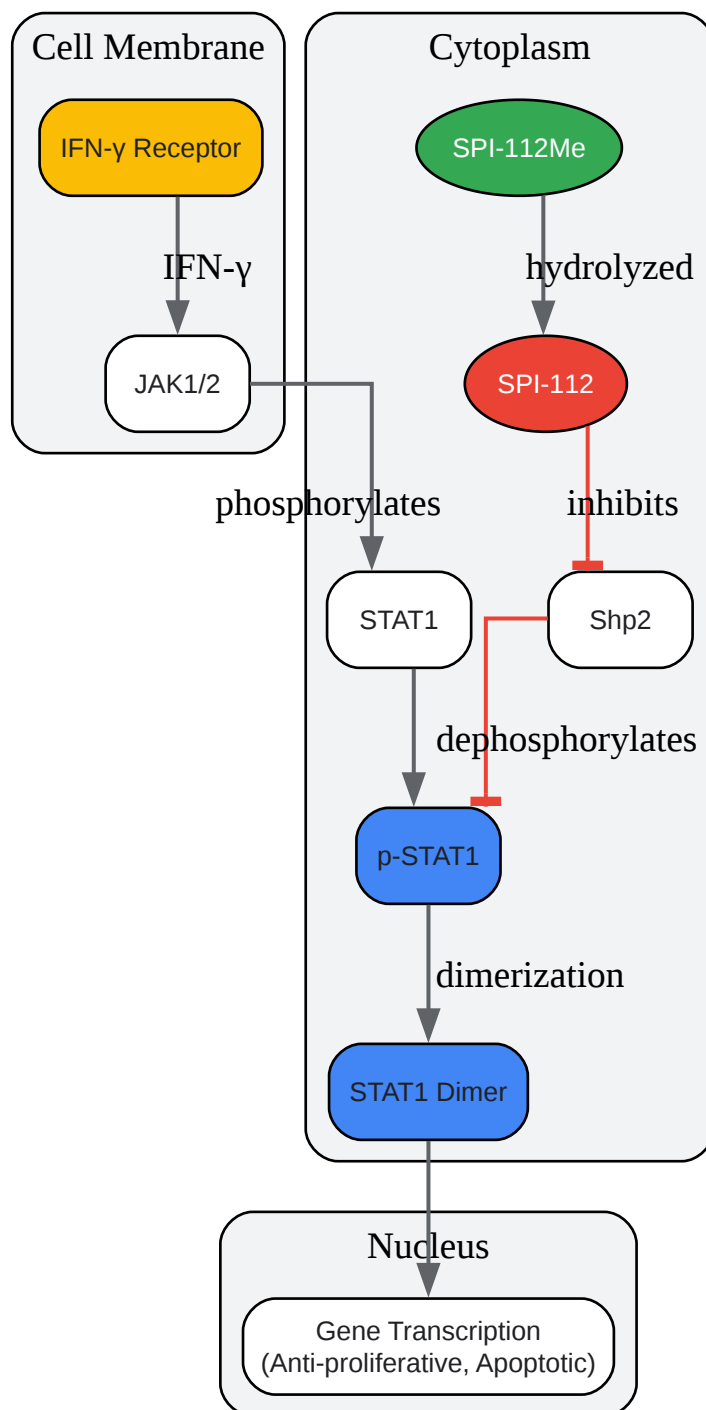 Cell Membrane
Cytoplasm
IFN-γ Receptor
SPI-112Me
IFN-γ
hydrolyzed
JAK1/2
SPI-112
phosphorylates
inhibits
STAT1
Shp2
dephosphorylates
p-STAT1
dimerization
STAT1 Dimer
Nucleus
Gene Transcription
(Anti-proliferative, Apoptotic)